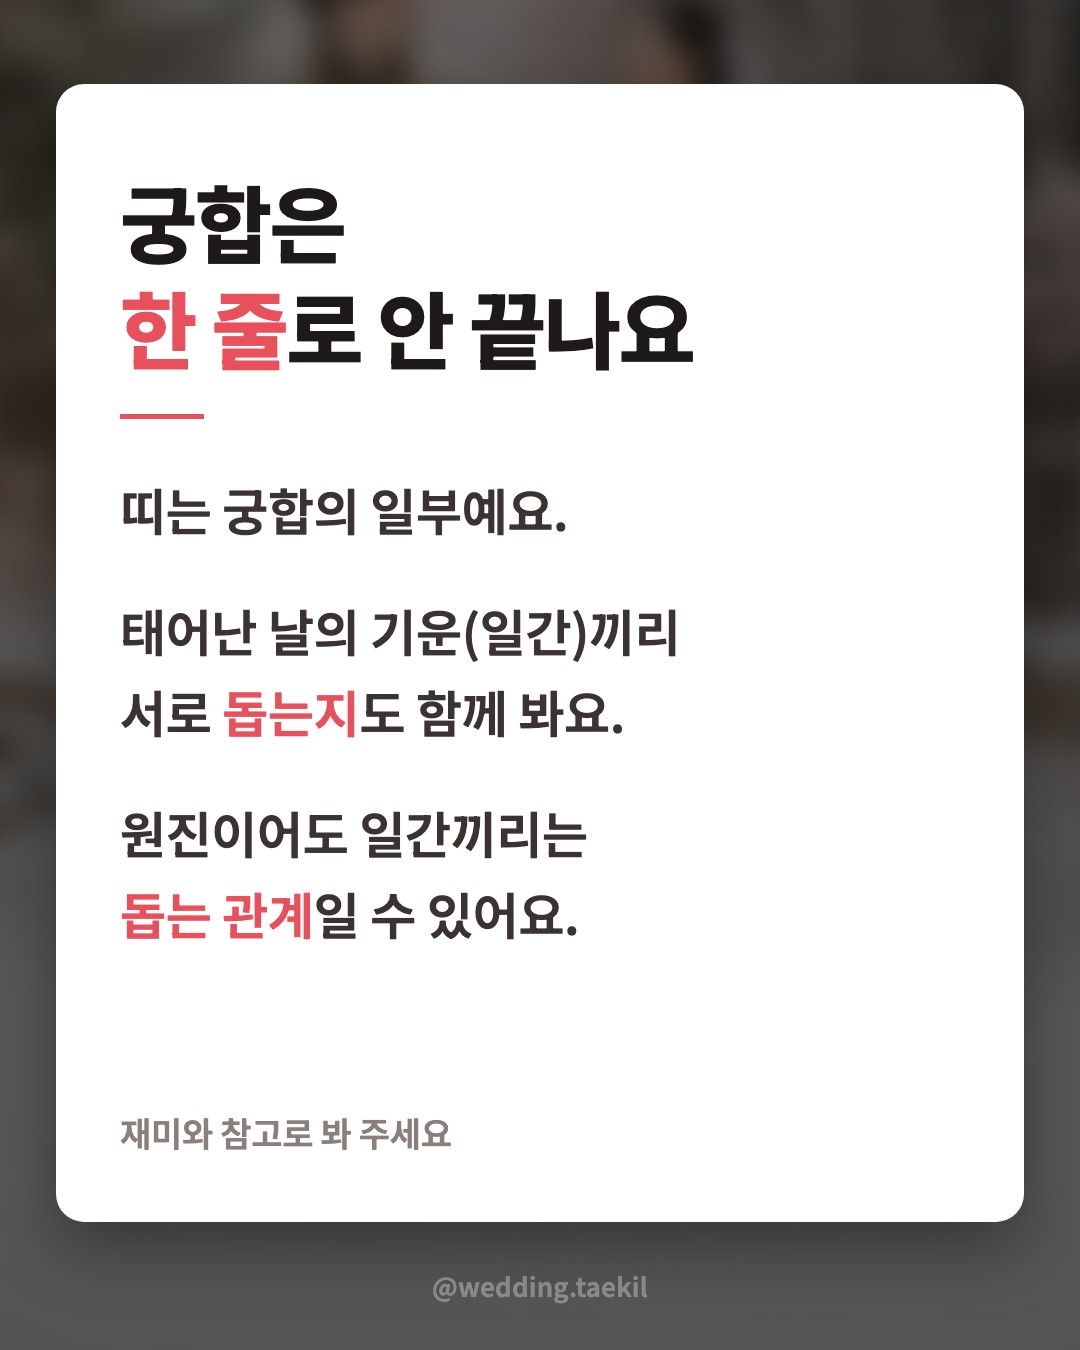 궁합은
한 줄로 안 끝나요
띠는 궁합의 일부예요.
태어난 날의 기운(일간)끼리
서로 돕는지도 함께 봐요.
원진이어도 일간끼리는
돕는 관계일 수 있어요.
재미와 참고로 봐 주세요
@wedding.taekil